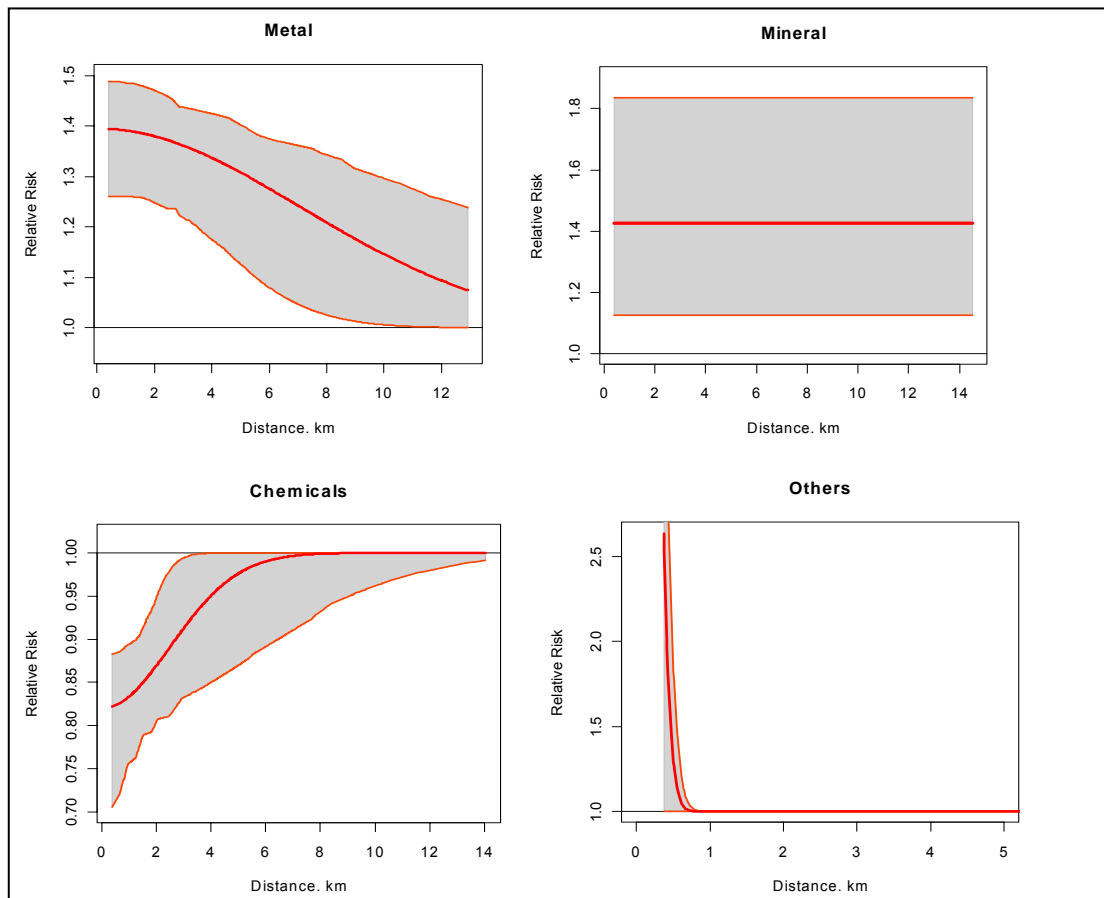 Metal
Relative Risk
1.5
1.4
1.3
1.2
1.1
1.0
0 2 4 6 8 10 12
Distance. km
Mineral
Relative Risk
1.8
1.6
1.4
1.2
1.0
0 2 4 6 8 10 12 14
Distance. km
Chemicals
Relative Risk
1.00
0.95
0.90
0.85
0.80
0.75
0.70
0 2 4 6 8 10 12 14
Distance. km
Others
Relative Risk
2.5
2.0
1.5
1.0
0 1 2 3 4 5
Distance. km